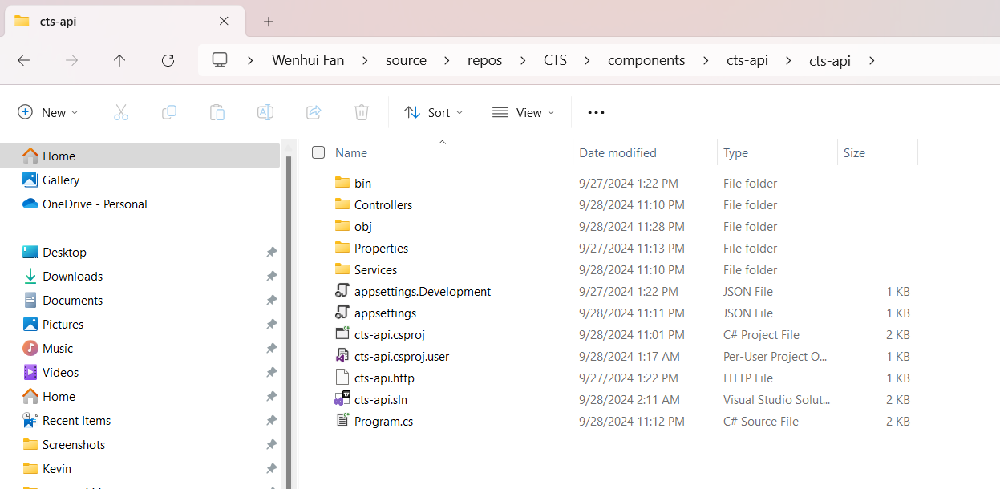 cts-api
Wenhui Fan > source > repos > CTS > components > cts-api > cts-api >
New Sort View
Home
Gallery
OneDrive - Personal
Desktop
Downloads
Documents
Pictures
Music
Videos
Home
Recent Items
Screenshots
Kevin
Name Date modified Type Size
bin 9/27/2024 1:22 PM File folder
Controllers 9/28/2024 11:10 PM File folder
obj 9/28/2024 11:28 PM File folder
Properties 9/27/2024 11:13 PM File folder
Services 9/28/2024 11:10 PM File folder
appsettings.Development 9/27/2024 1:22 PM JSON File 1 KB
appsettings 9/28/2024 11:11 PM JSON File 1 KB
cts-api.csproj 9/28/2024 11:01 PM C# Project File 2 KB
cts-api.csproj.user 9/28/2024 1:17 AM Per-User Project O... 1 KB
cts-api.http 9/27/2024 1:22 PM HTTP File 1 KB
cts-api.sln 9/28/2024 2:11 AM Visual Studio Solut... 2 KB
Program.cs 9/28/2024 11:12 PM C# Source File 2 KB